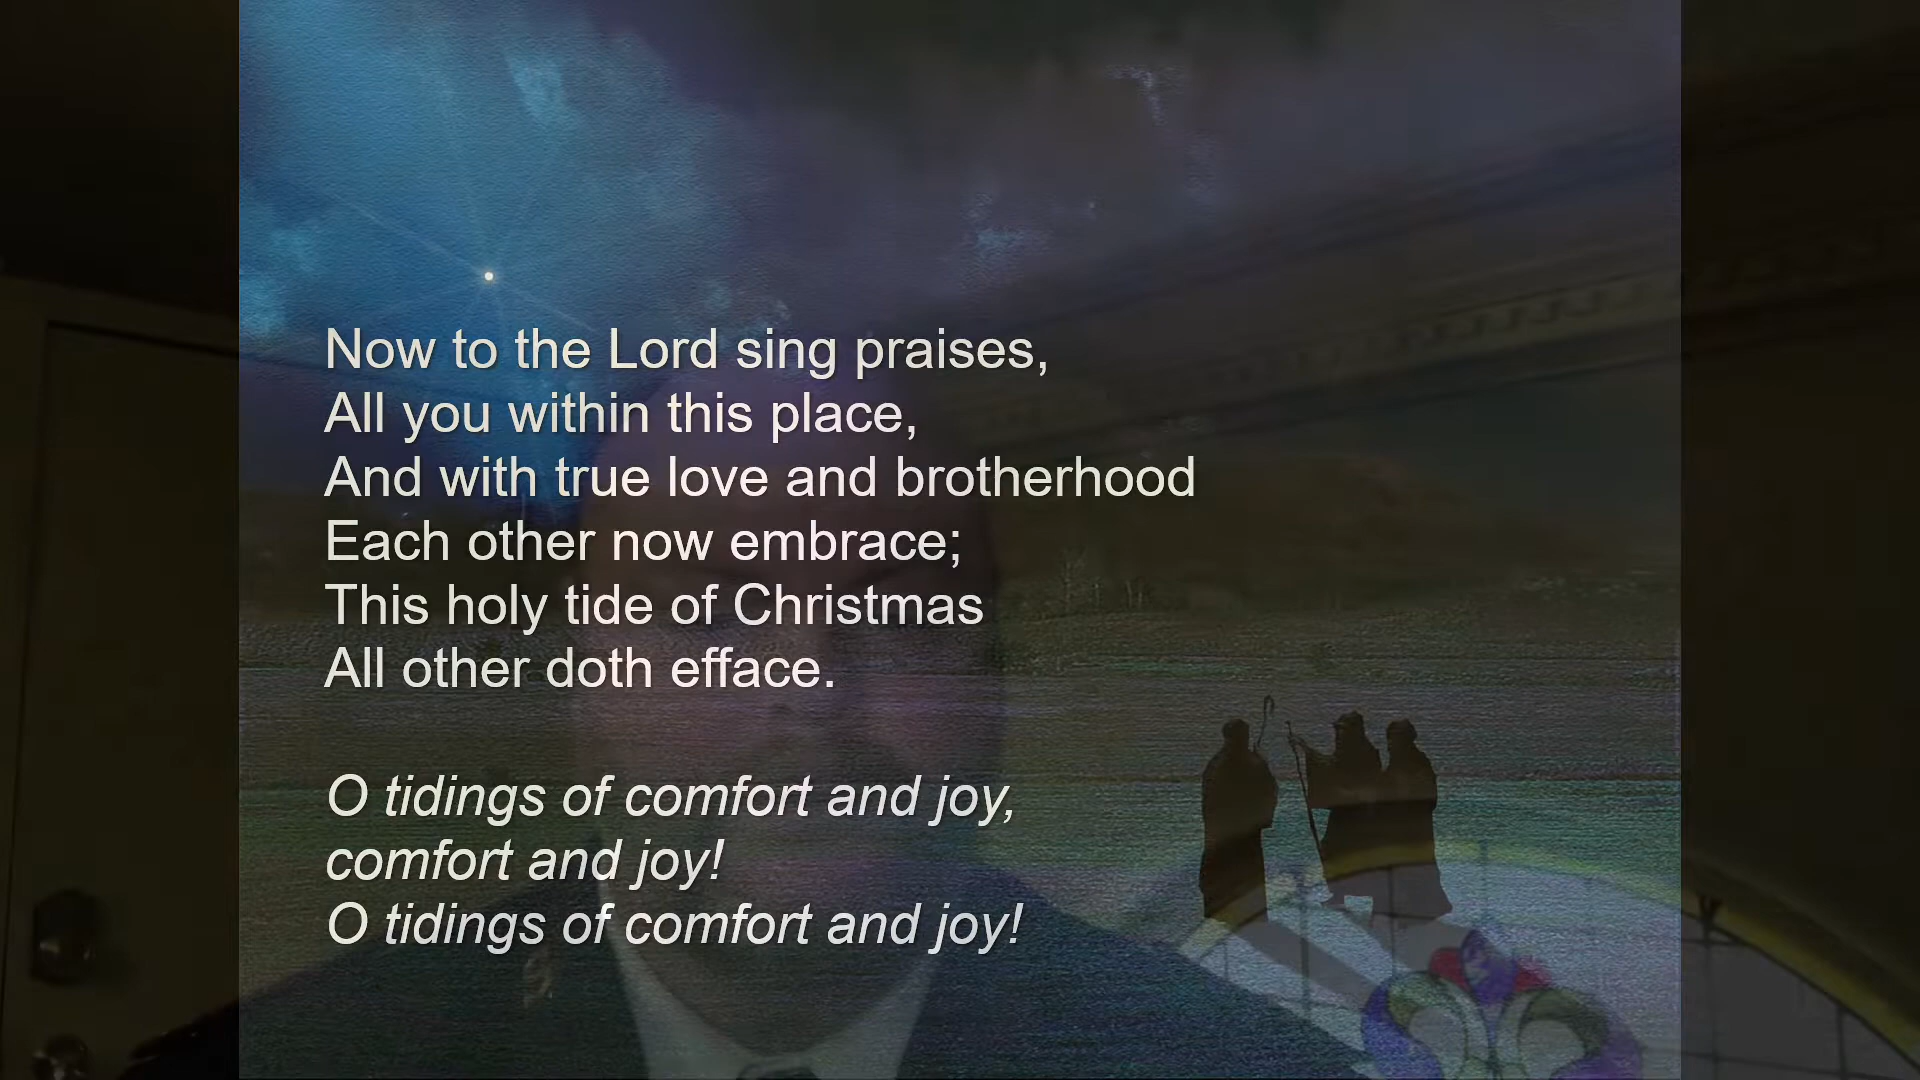 Now to the Lord sing praises,
All you within this place,
And with true love and brotherhood
Each other now embrace;
This holy tide of Christmas
All other doth efface.
O tidings of comfort and joy,
comfort and joy!
O tidings of comfort and joy!